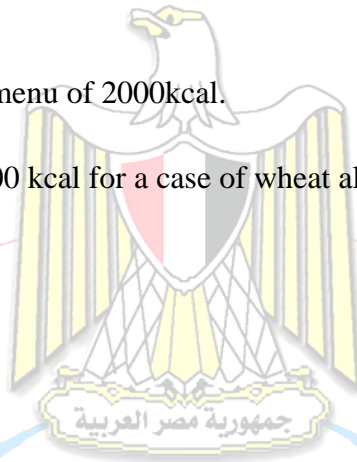 menu of 2000kcal.
00 kcal for a case of wheat al
جمهورية مصر العربية